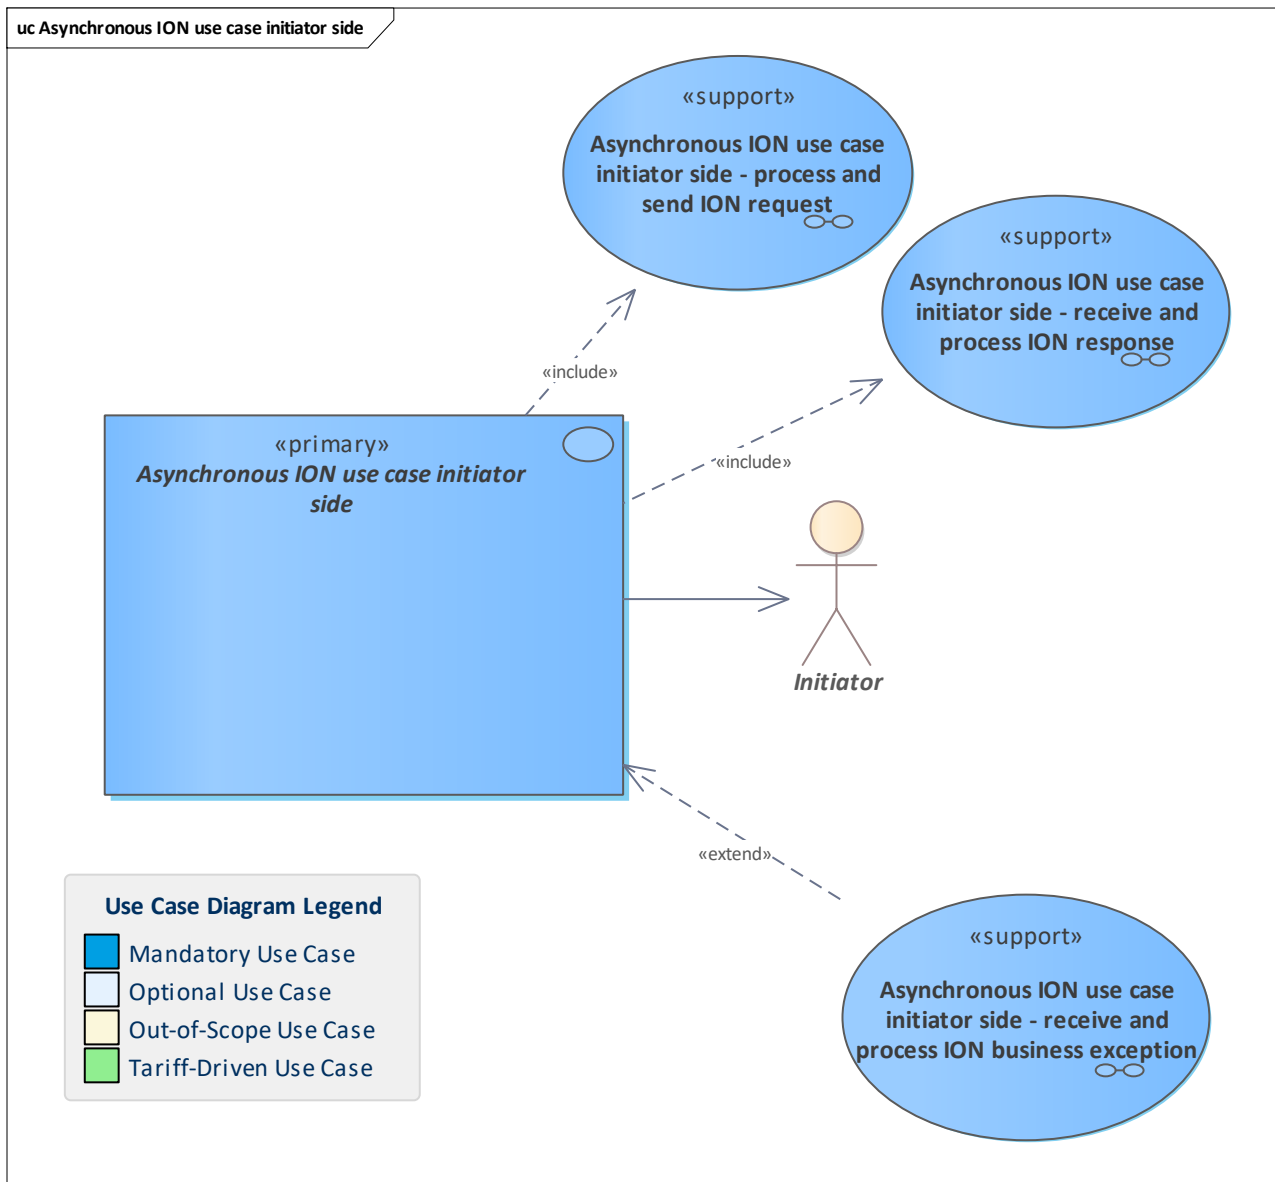 uc Asynchronous ION use case initiator side
«support»
Asynchronous ION use case
initiator side - process and
send ION request
«support»
Asynchronous ION use case
initiator side - receive and
process ION response
«include»
«include»
«primary»
Asynchronous ION use case initiator
side
Initiator
«extend»
Use Case Diagram Legend
Mandatory Use Case
Optional Use Case
Out-of-Scope Use Case
Tariff-Driven Use Case
«support»
Asynchronous ION use case
initiator side - receive and
process ION business exception